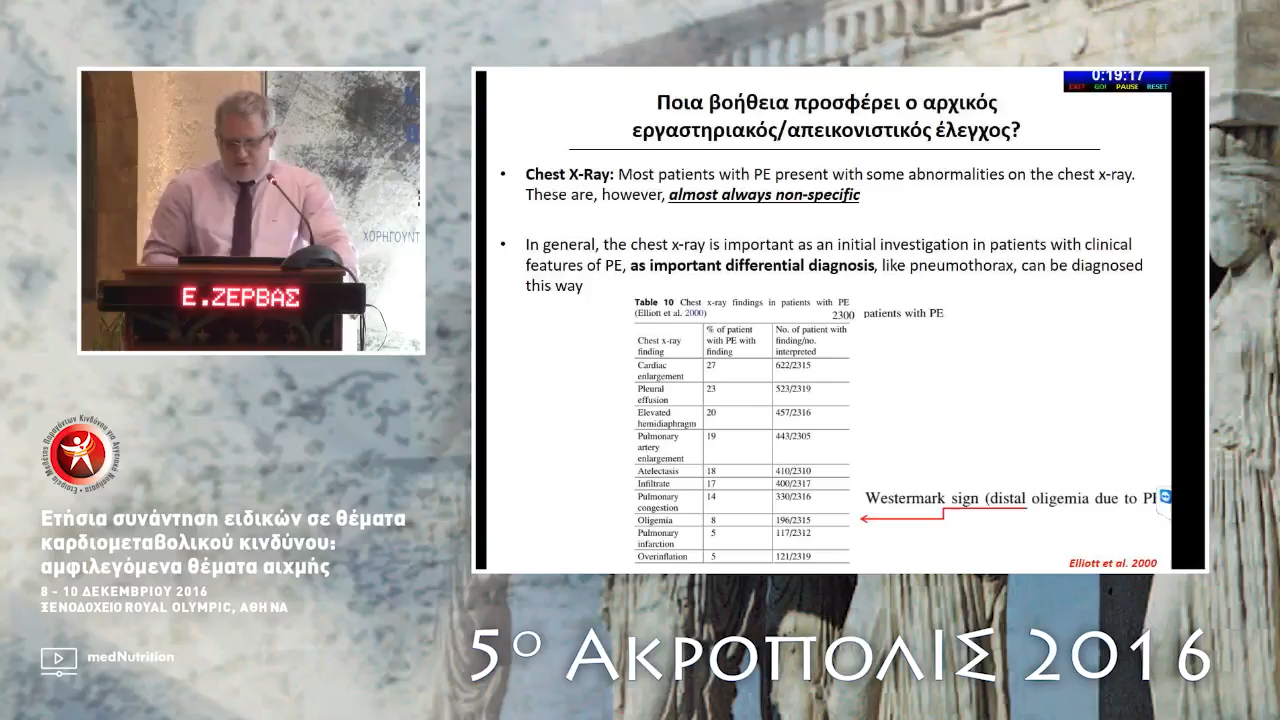 0:19:17
EXIT GO! PAUSE RESET
Ποια βοήθεια προσφέρει ο αρχικός
εργαστηριακός/απεικονιστικός έλεγχος?
• Chest X-Ray: Most patients with PE present with some abnormalities on the chest x-ray.
These are, however, almost always non-specific
• In general, the chest x-ray is important as an initial investigation in patients with clinical
features of PE, as important differential diagnosis, like pneumothorax, can be diagnosed
this way
Table 10 Chest x-ray findings in patients with PE
(Elliott et al. 2000)
2300 patients with PE
Chest x-ray finding % of patient with PE with finding No. of patient with finding/no. interpreted
Cardiac enlargement 27 622/2315
Pleural effusion 23 523/2319
Elevated hemidiaphragm 20 457/2316
Pulmonary artery enlargement 19 443/2305
Atelectasis 18 410/2310
Infiltrate 17 400/2317
Pulmonary congestion 14 330/2316
Oligemia 8 196/2315
Pulmonary infarction 5 117/2312
Overinflation 5 121/2319
Westermark sign (distal oligemia due to
Elliott et al. 2000
ΧΟΡΗΓΟΥΝΤ
Ε.ΖΕΡΒΑΣ
Εταιρεία Μελέτης Παραγόντων Κινδύνου για Αγγειακά Νοσήματα
Ετήσια συνάντηση ειδικών σε θέματα
καρδιομεταβολικού κινδύνου:
αμφιλεγόμενα θέματα αιχμής
8 - 10 ΔΕΚΕΜΒΡΙΟΥ 2016
ΞΕΝΟΔΟΧΕΙΟ ROYAL OLYMPIC, ΑΘΗΝΑ
medNutrition
5ο ΑΚΡΟΠΟΛΙΣ 2016